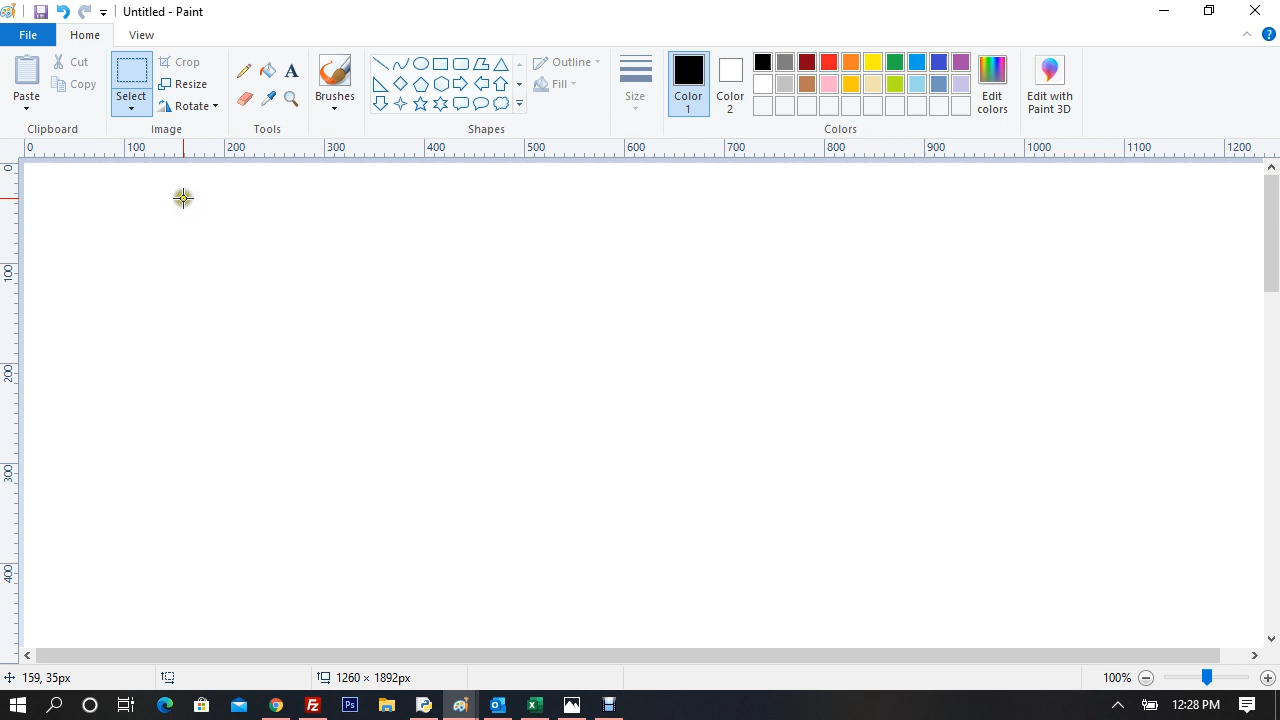 Untitled - Paint
File Home View
Paste
Cut
Copy
Clipboard
Select
Crop
Resize
Rotate
Image
A
Tools
Brushes
Shapes
Outline
Fill
Size
Color 1
Color 2
Edit colors
Colors
Edit with Paint 3D
0 100 200 300 400 500 600 700 800 900 1000 1100 1200
0
100
200
300
400
159, 35px
1260 × 1892px
100%
Fz
Ps
12:28 PM